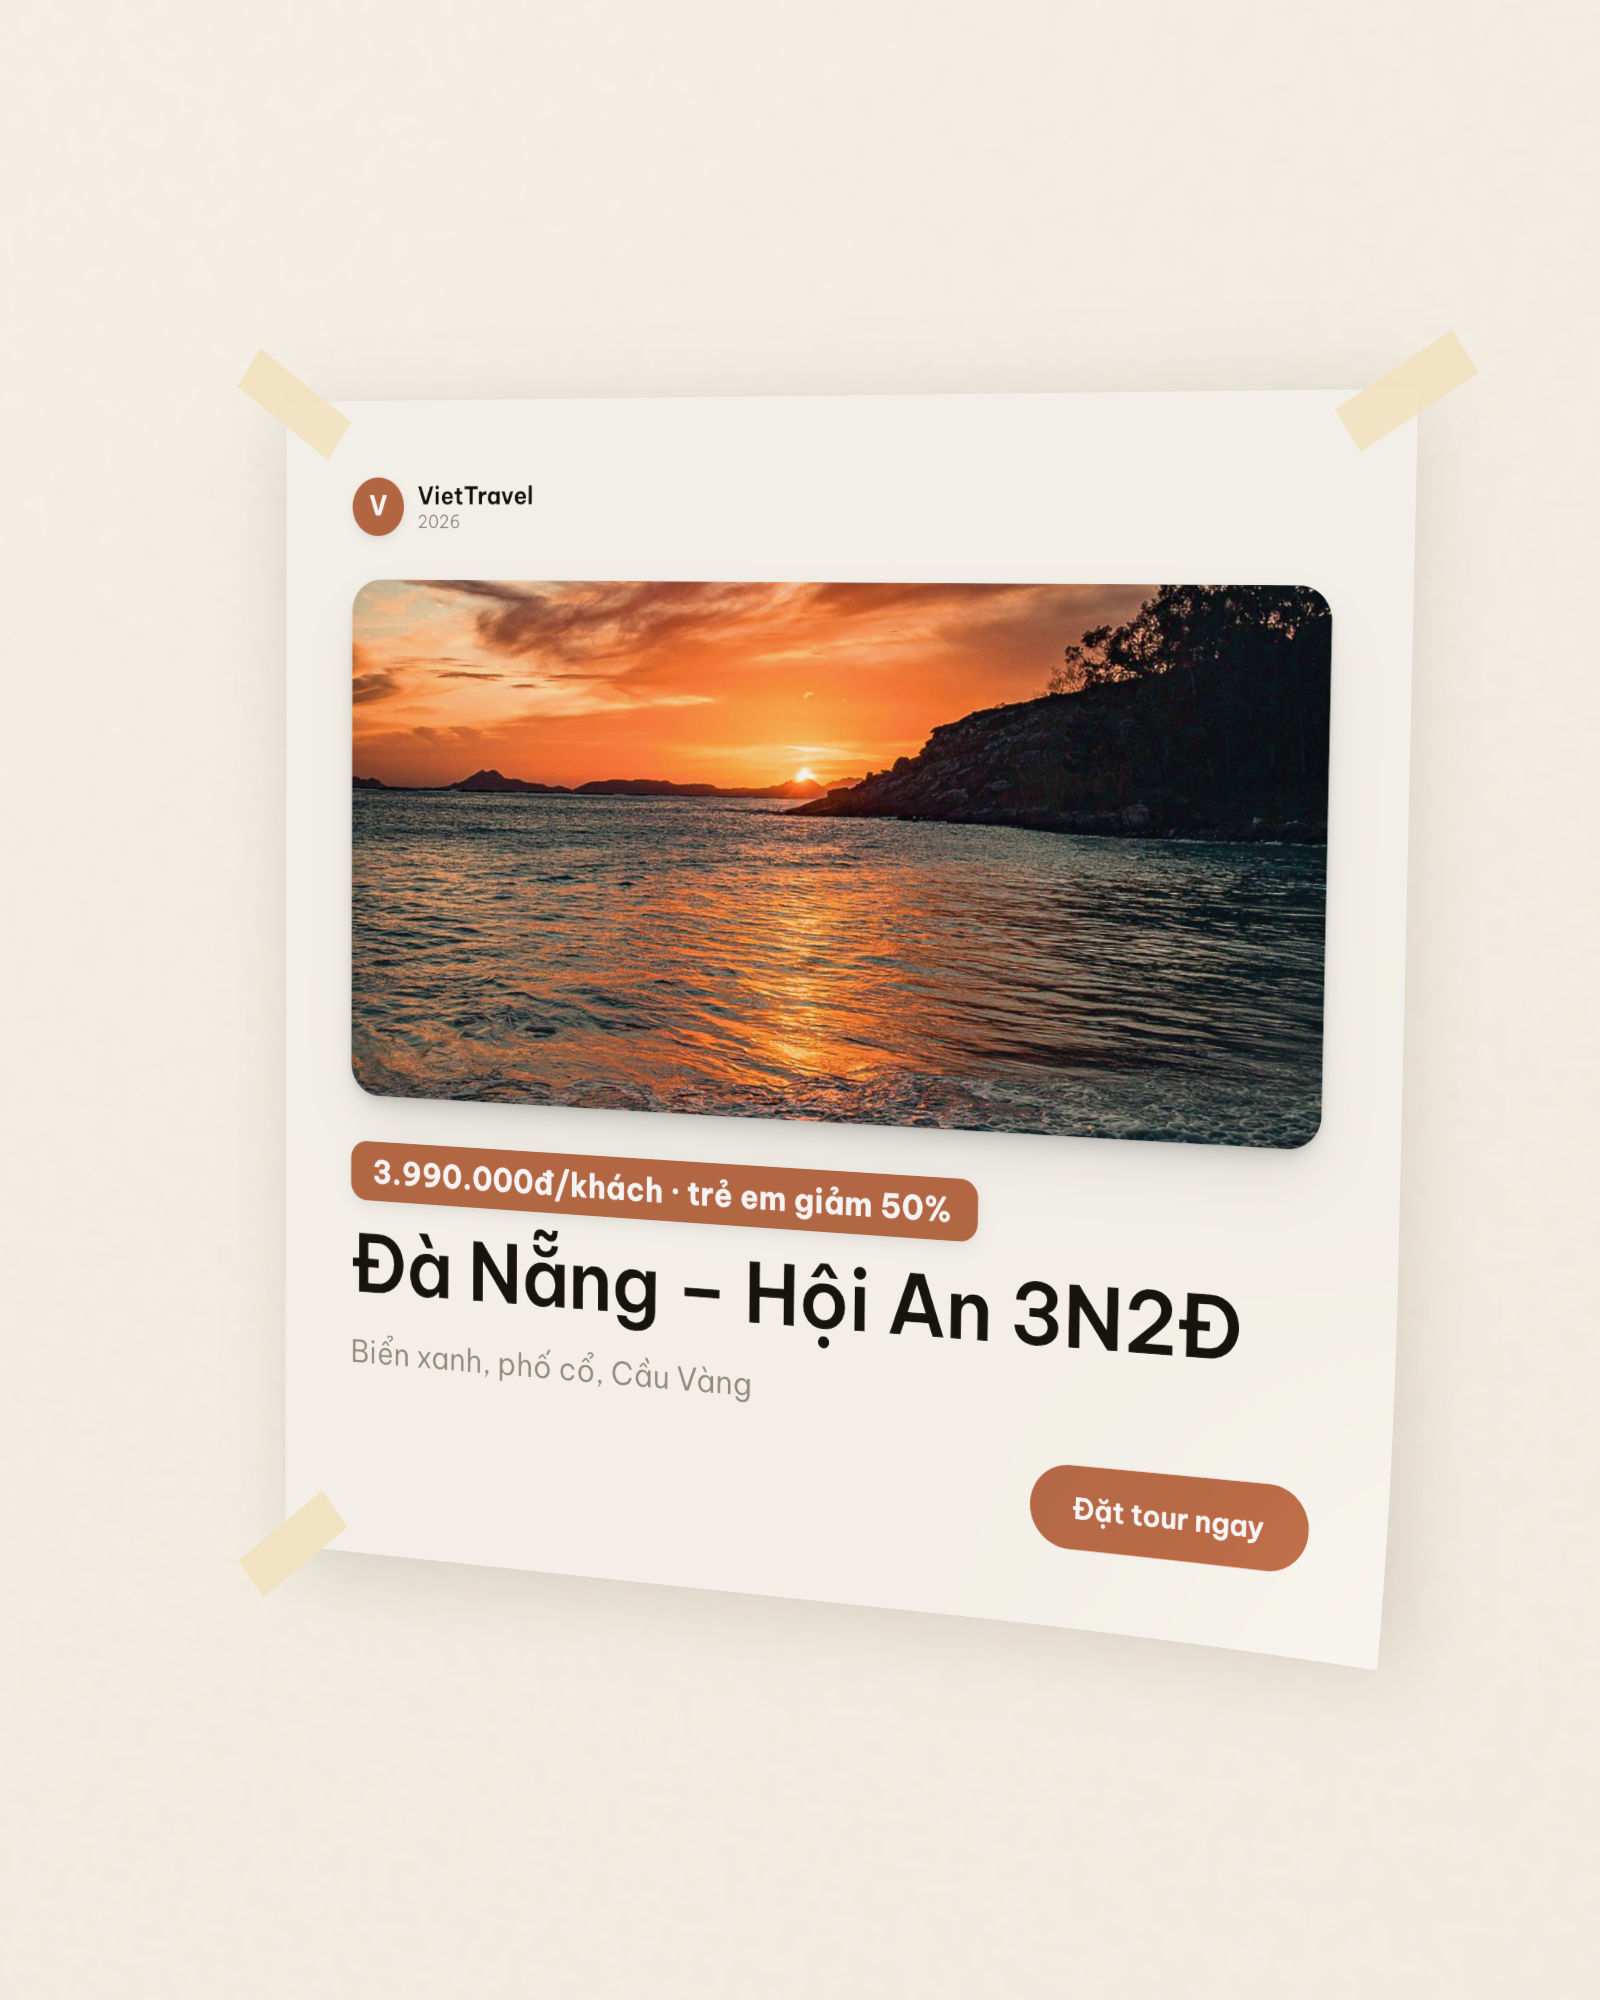 V
VietTravel
2026
3.990.000đ/khách · trẻ em giảm 50%
Đà Nẵng – Hội An 3N2Đ
Biển xanh, phố cổ, Cầu Vàng
Đặt tour ngay